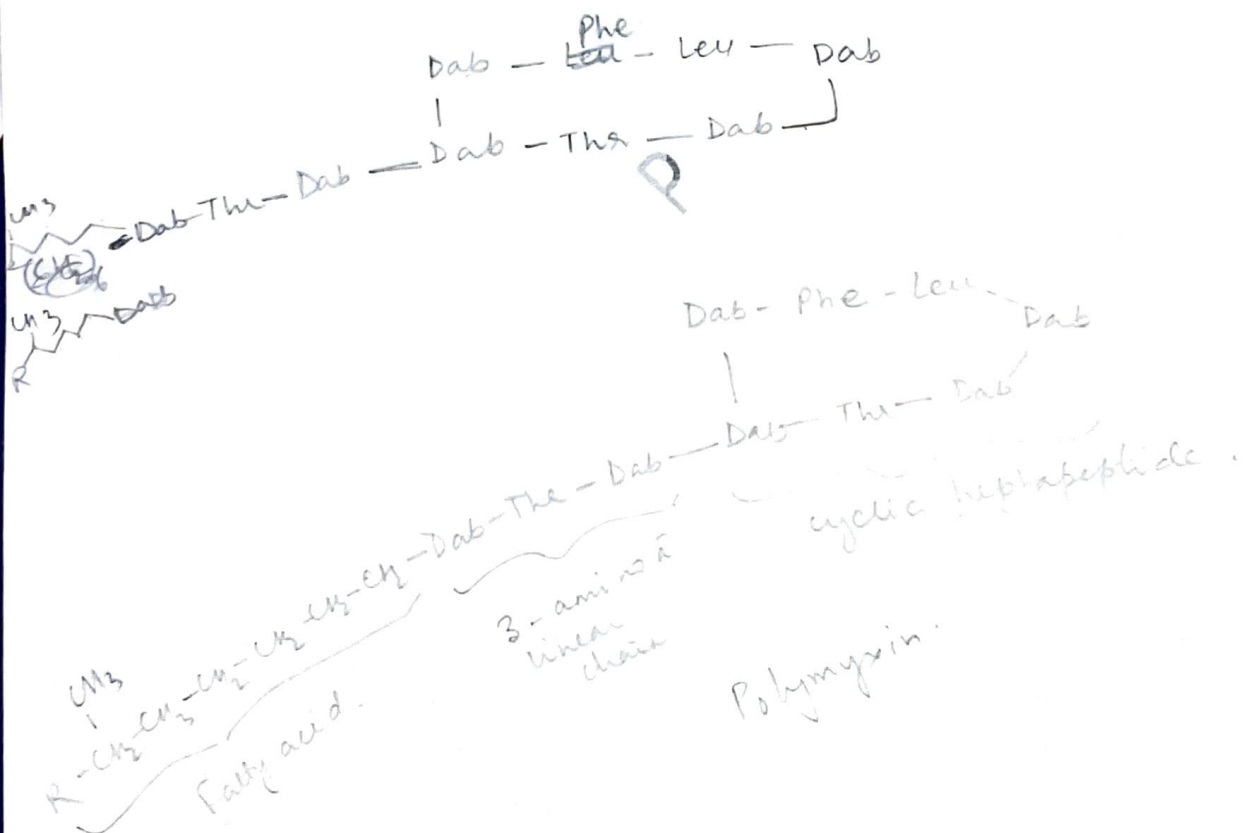 Phe
Dab — Leu - Leu — Dab
Dab - Thr — Dab
CH3 Dab-Thr-Dab
P
CH3 Dab
R
Dab - Phe - Leu - Dab
Dab - Thr - Dab
Dab-Thr-Dab
cyclic heptapeptide.
R-CH2-CH3-CH2-CH2-CH2-CH2
CH3
3-amino
linear
chain
Fatty acid.
Polymyxin.